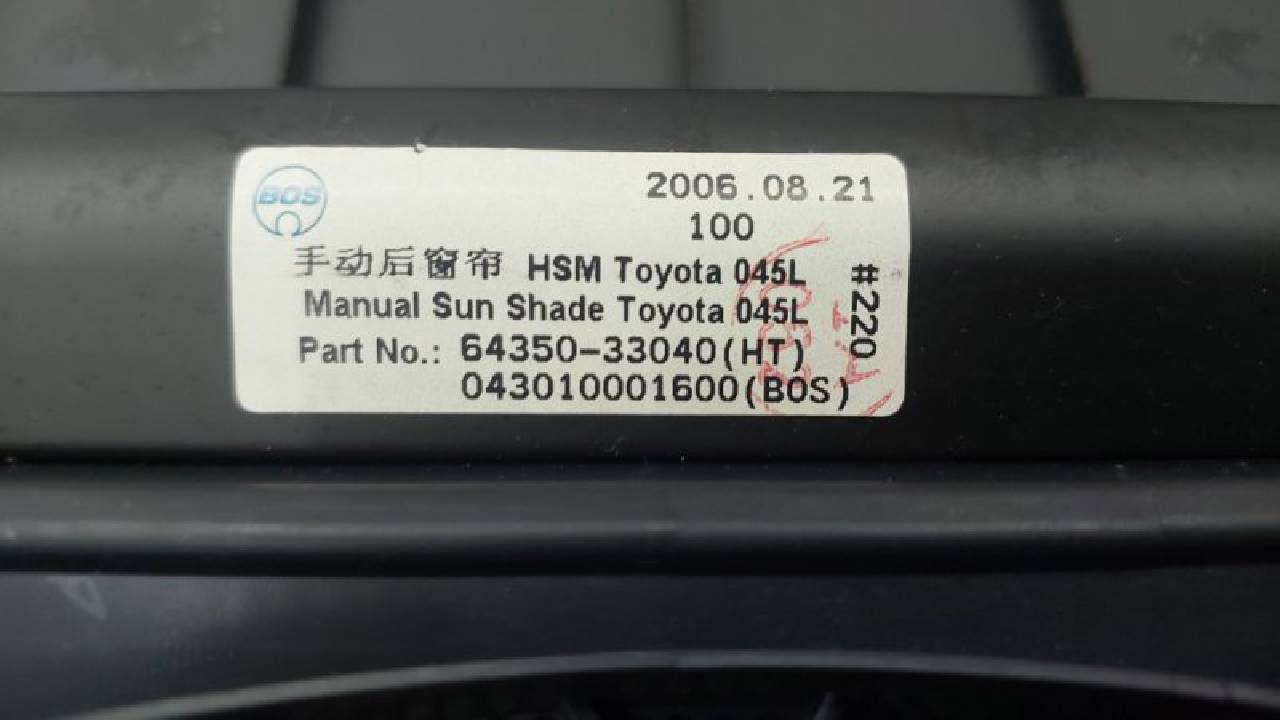 BOS
2006.08.21
100
手动后窗帘 HSM Toyota 045L
Manual Sun Shade Toyota 045L
Part No.: 64350-33040(HT)
043010001600(BOS)
#220